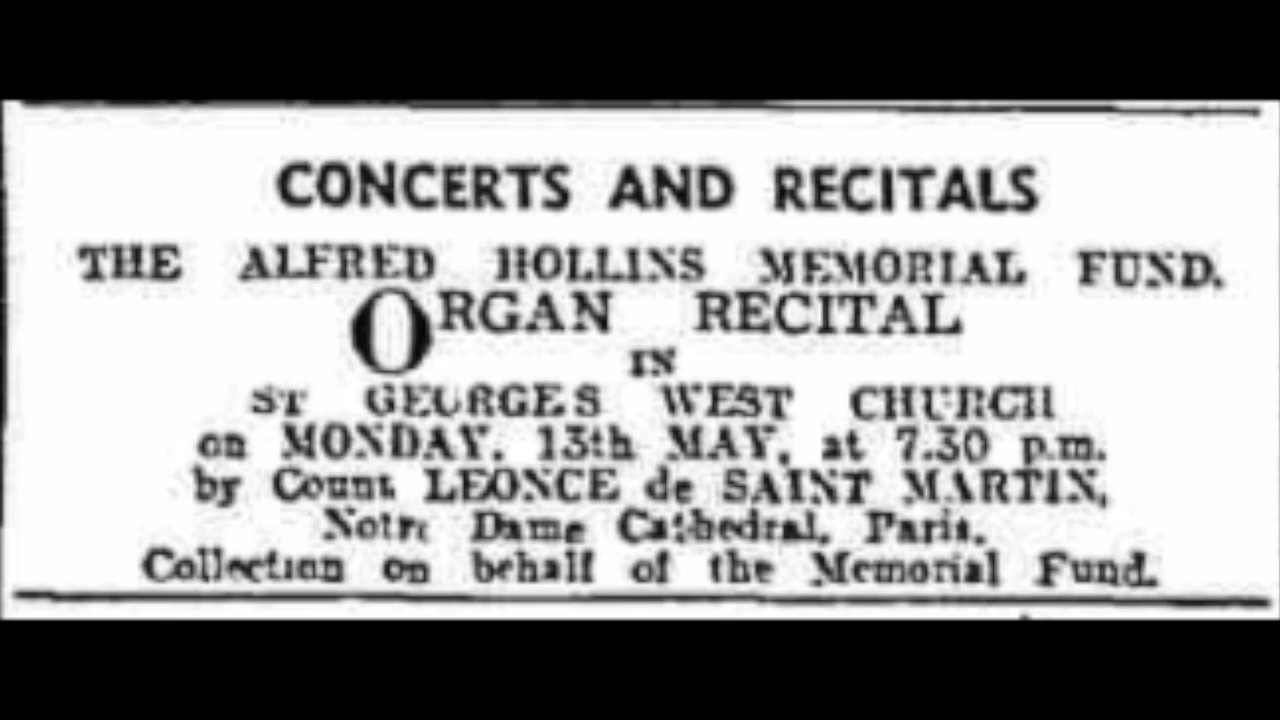 CONCERTS AND RECITALS
THE ALFRED HOLLINS MEMORIAL FUND.
ORGAN RECITAL
IN
ST GEORGES WEST CHURCH
on MONDAY, 13th MAY, at 7.30 p.m.
by Count LEONCE de SAINT MARTIN,
Notre Dame Cathedral, Paris.
Collection on behalf of the Memorial Fund.